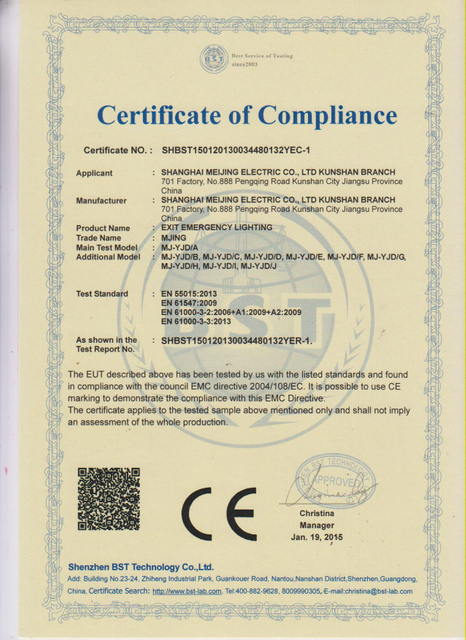 BST
Best Service of Testing
since2003
Certificate of Compliance
Certificate NO. : SHBST150120130034480132YEC-1
Applicant : SHANGHAI MEIJING ELECTRIC CO., LTD KUNSHAN BRANCH
701 Factory, No.888 Pengqing Road Kunshan City Jiangsu Province
China
Manufacturer : SHANGHAI MEIJING ELECTRIC CO., LTD KUNSHAN BRANCH
701 Factory, No.888 Pengqing Road Kunshan City Jiangsu Province
China
Product Name : EXIT EMERGENCY LIGHTING
Trade Name : MJING
Main Test Model : MJ-YJD/A
Additional Model : MJ-YJD/B, MJ-YJD/C, MJ-YJD/D, MJ-YJD/E, MJ-YJD/F, MJ-YJD/G,
MJ-YJD/H, MJ-YJD/I, MJ-YJD/J
BST
Test Standard : EN 55015:2013
EN 61547:2009
EN 61000-3-2:2006+A1:2009+A2:2009
EN 61000-3-3:2013
As shown in the : SHBST150120130034480132YER-1.
Test Report No.
The EUT described above has been tested by us with the listed standards and found
in compliance with the council EMC directive 2004/108/EC. It is possible to use CE
marking to demonstrate the compliance with this EMC Directive.
The certificate applies to the tested sample above mentioned only and shall not imply
an assessment of the whole production.
CE
BST TECHNOLOGY
APPROVED
Christina
Manager
Jan. 19, 2015
Shenzhen BST Technology Co.,Ltd.
Add: Building No.23-24, Zhiheng Industrial Park, Guankouer Road, Nantou,Nanshan District,Shenzhen,Guangdong,
China, Certificate Search: http://www.bst-lab.com. Tel:400-882-9628, 8009990305, E-mail:christina@bst-lab.com